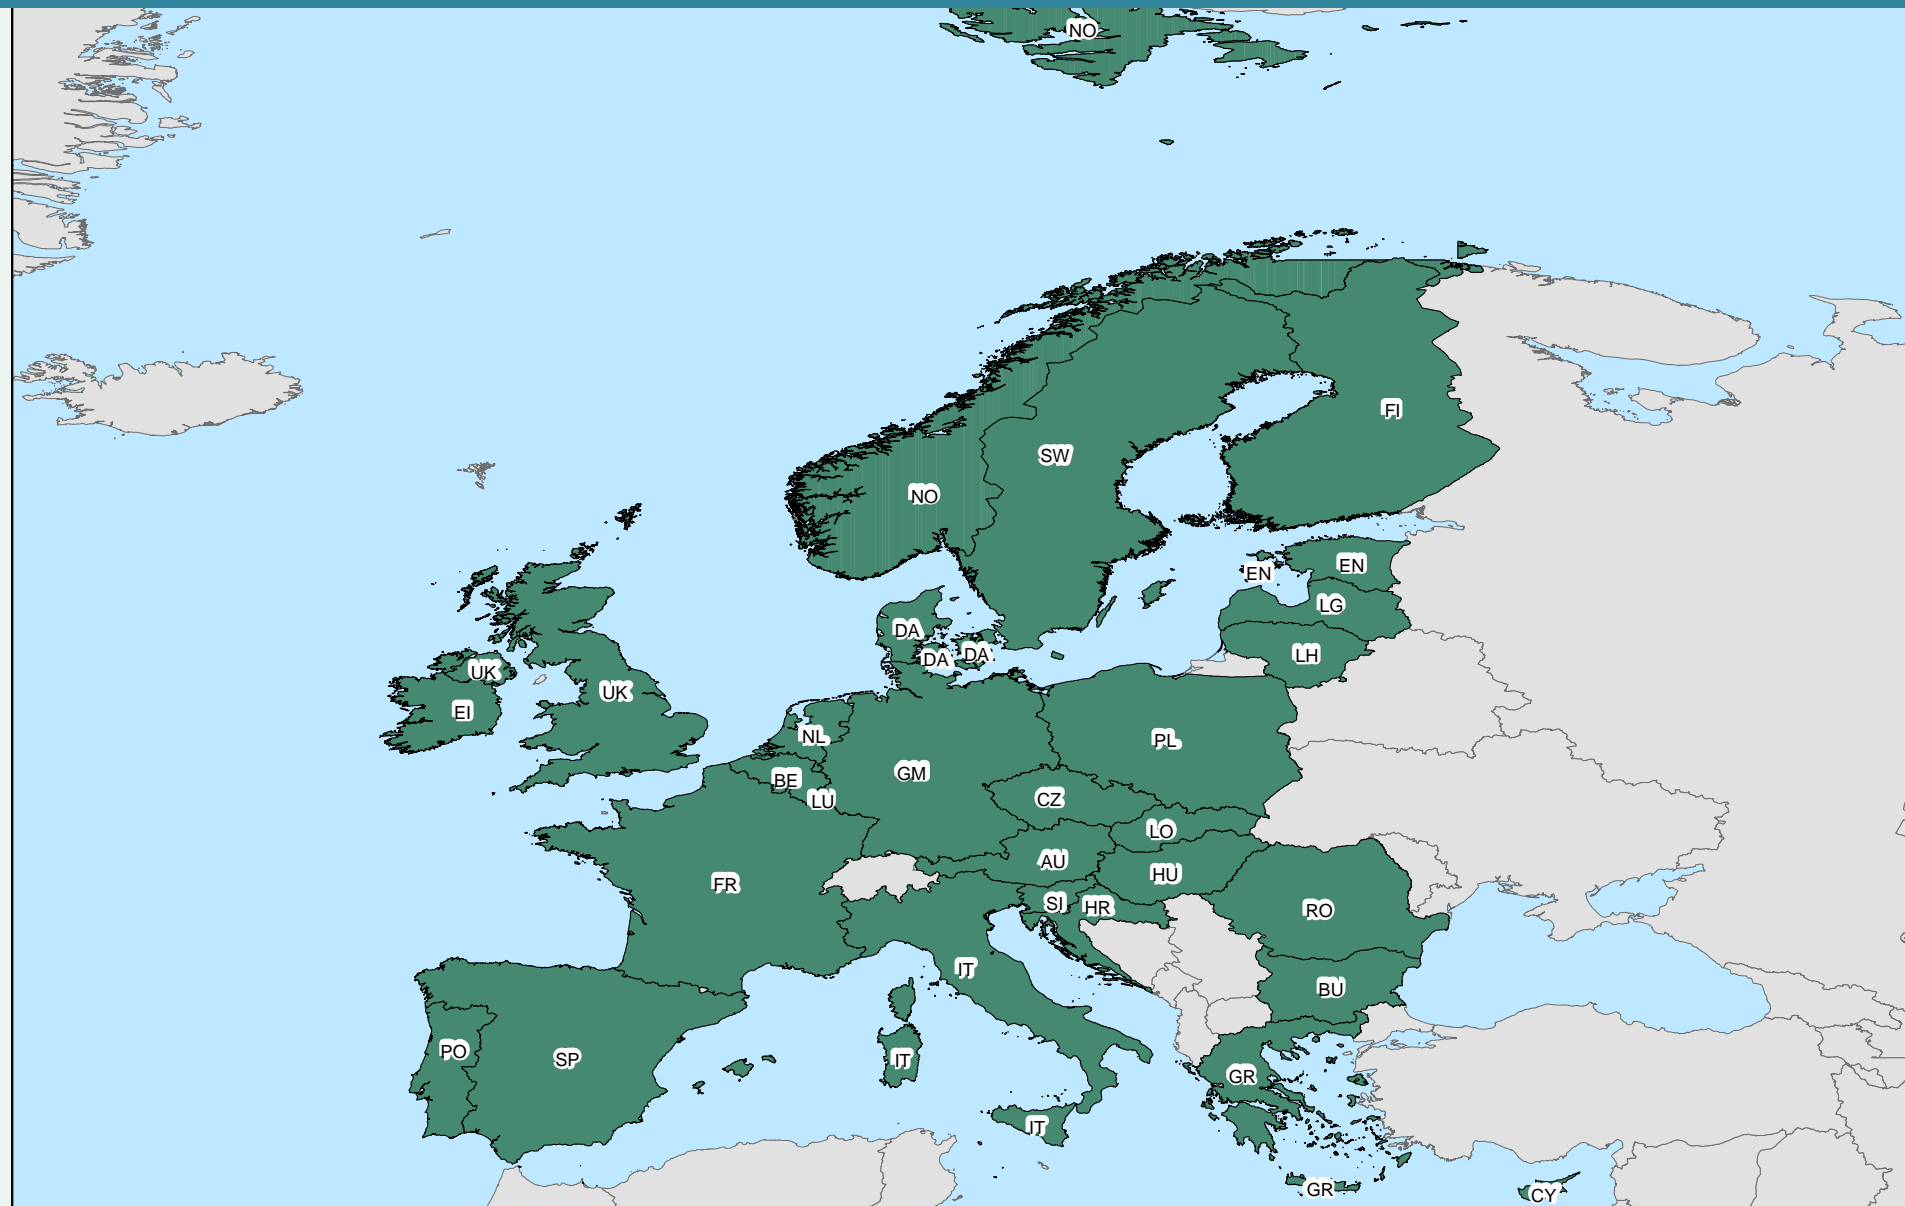 NO
FI
SW
NO
EN
EN
LG
DA
DA
DA
LH
UK
UK
EI
NL
PL
GM
BE
LU
CZ
LO
AU
HU
FR
SI
HR
RO
IT
BU
PO
SP
IT
GR
IT
GR
CY